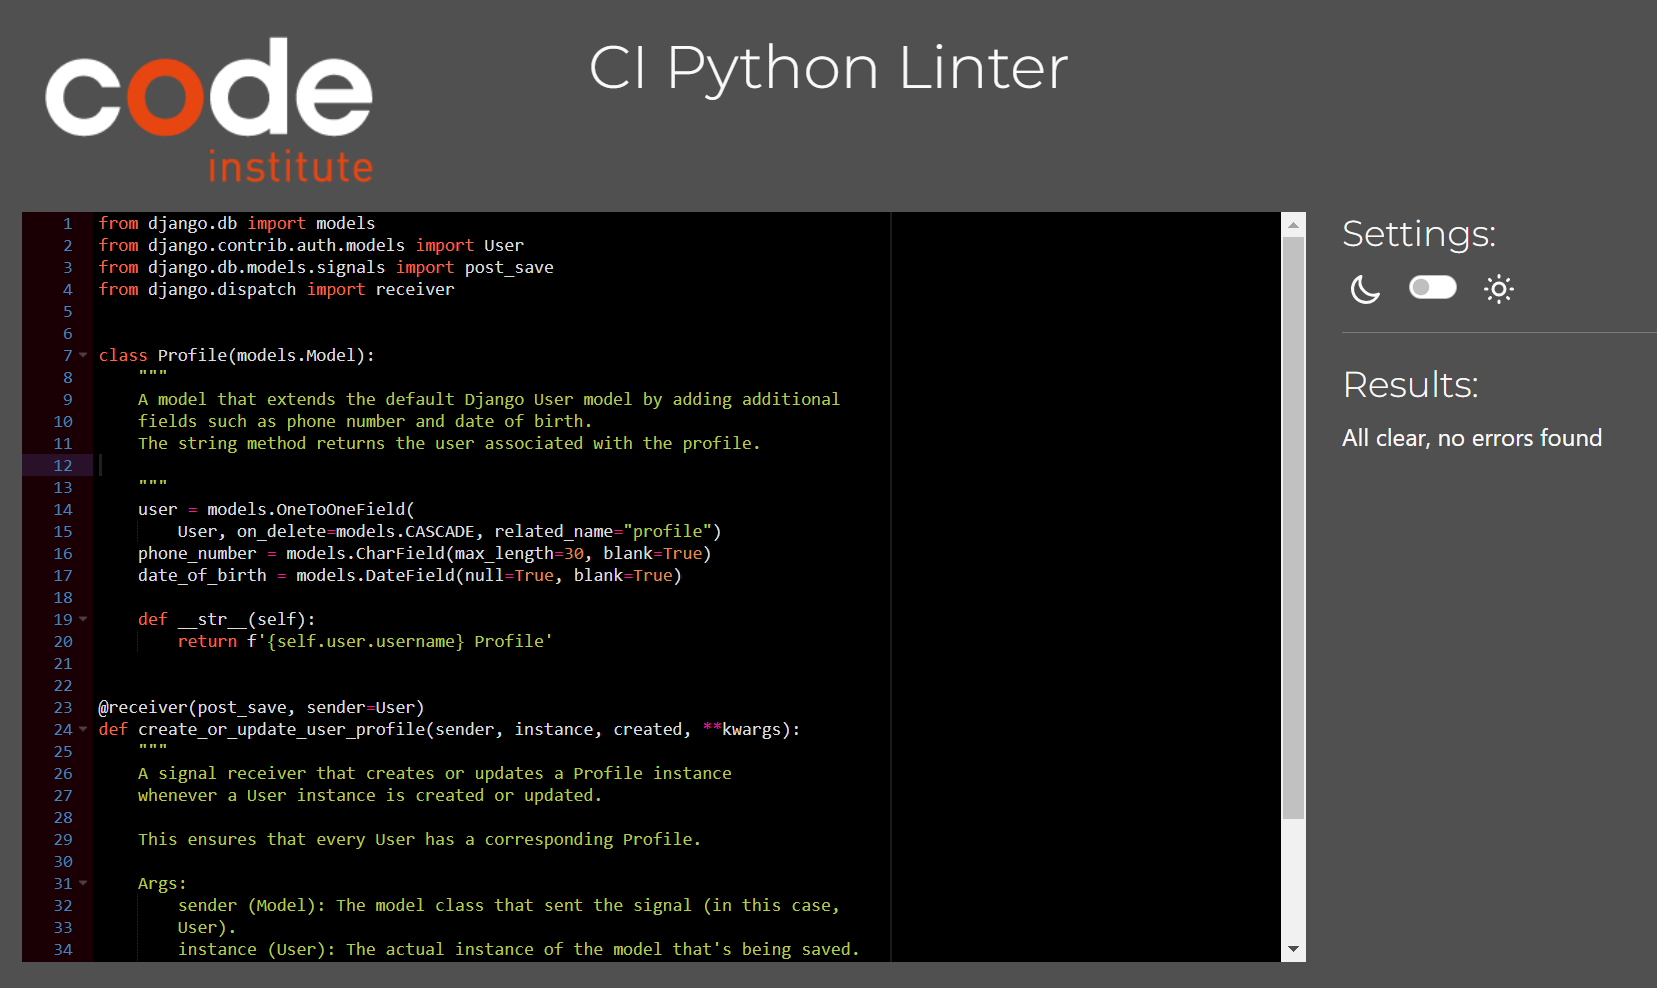 code
institute
CI Python Linter
1 from django.db import models
2 from django.contrib.auth.models import User
3 from django.db.models.signals import post_save
4 from django.dispatch import receiver
5
6
7 class Profile(models.Model):
8     """
9     A model that extends the default Django User model by adding additional
10     fields such as phone number and date of birth.
11     The string method returns the user associated with the profile.
12
13     """
14     user = models.OneToOneField(
15         User, on_delete=models.CASCADE, related_name="profile")
16     phone_number = models.CharField(max_length=30, blank=True)
17     date_of_birth = models.DateField(null=True, blank=True)
18
19     def __str__(self):
20         return f'{self.user.username} Profile'
21
22
23 @receiver(post_save, sender=User)
24 def create_or_update_user_profile(sender, instance, created, **kwargs):
25     """
26     A signal receiver that creates or updates a Profile instance
27     whenever a User instance is created or updated.
28
29     This ensures that every User has a corresponding Profile.
30
31     Args:
32         sender (Model): The model class that sent the signal (in this case,
33         User).
34         instance (User): The actual instance of the model that's being saved.
Settings:
Results:
All clear, no errors found